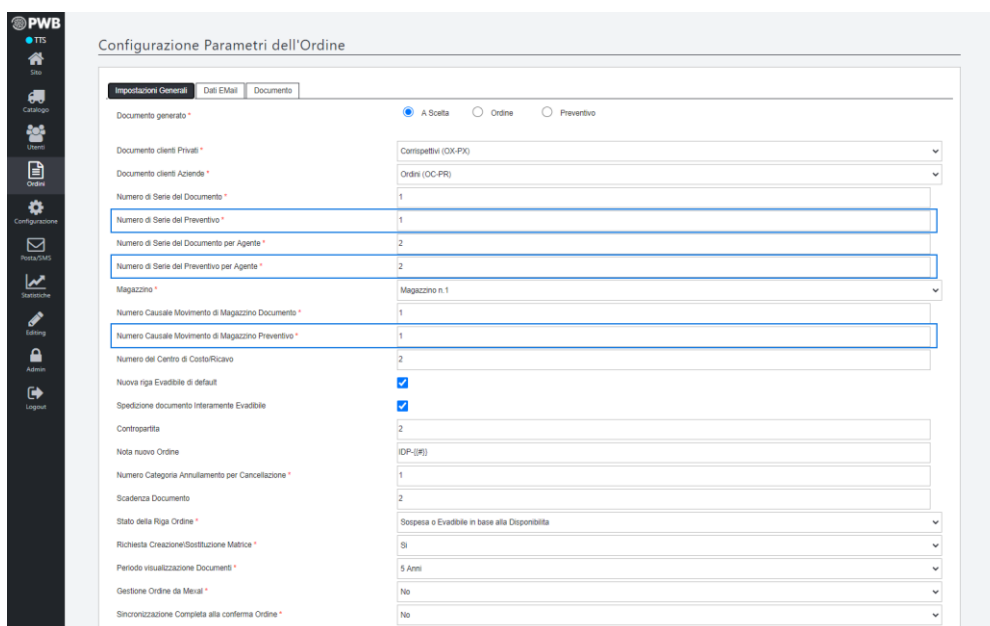 PWB
TTS
Sito
Catalogo
Utenti
Ordini
Configurazione
Posta/SMS
Statistiche
Editing
Admin
Logout
Configurazione Parametri dell'Ordine
Impostazioni Generali Dati EMail Documento
Documento generato * A Scelta Ordine Preventivo
Documento clienti Privati * Corrispettivi (OX-PX)
Documento clienti Aziende * Ordini (OC-PR)
Numero di Serie del Documento * 1
Numero di Serie del Preventivo * 1
Numero di Serie del Documento per Agente * 2
Numero di Serie del Preventivo per Agente * 2
Magazzino * Magazzino n.1
Numero Causale Movimento di Magazzino Documento * 1
Numero Causale Movimento di Magazzino Preventivo * 1
Numero del Centro di Costo/Ricavo 2
Nuova riga Evadibile di default
Spedizione documento Interamente Evadibile
Contropartita 2
Nota nuovo Ordine IDP-{{#}}
Numero Categoria Annullamento per Cancellazione * 1
Scadenza Documento 2
Stato della Riga Ordine * Sospesa o Evadibile in base alla Disponibilita
Richiesta Creazione\Sostituzione Matrice * Si
Periodo visualizzazione Documenti * 5 Anni
Gestione Ordine da Mexal * No
Sincronizzazione Completa alla conferma Ordine * No